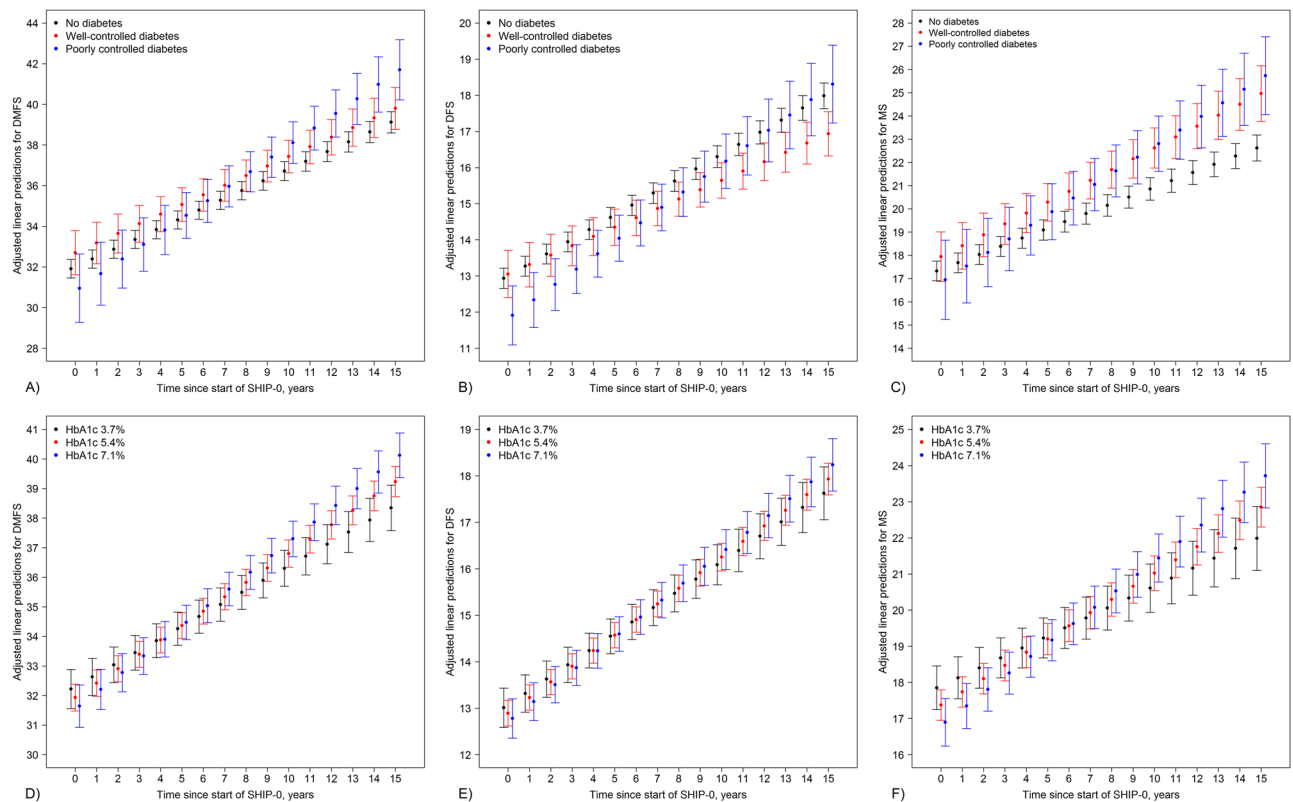 No diabetes
Well-controlled diabetes
Poorly controlled diabetes
Adjusted linear predictions for DMFS
44
42
40
38
36
34
32
30
28
0 1 2 3 4 5 6 7 8 9 10 11 12 13 14 15
A) Time since start of SHIP-0, years
No diabetes
Well-controlled diabetes
Poorly controlled diabetes
Adjusted linear predictions for DFS
20
19
18
17
16
15
14
13
12
11
0 1 2 3 4 5 6 7 8 9 10 11 12 13 14 15
B) Time since start of SHIP-0, years
No diabetes
Well-controlled diabetes
Poorly controlled diabetes
Adjusted linear predictions for MS
28
27
26
25
24
23
22
21
20
19
18
17
16
15
14
0 1 2 3 4 5 6 7 8 9 10 11 12 13 14 15
C) Time since start of SHIP-0, years
HbA1c 3.7%
HbA1c 5.4%
HbA1c 7.1%
Adjusted linear predictions for DMFS
41
40
39
38
37
36
35
34
33
32
31
30
0 1 2 3 4 5 6 7 8 9 10 11 12 13 14 15
D) Time since start of SHIP-0, years
HbA1c 3.7%
HbA1c 5.4%
HbA1c 7.1%
Adjusted linear predictions for DFS
19
18
17
16
15
14
13
12
0 1 2 3 4 5 6 7 8 9 10 11 12 13 14 15
E) Time since start of SHIP-0, years
HbA1c 3.7%
HbA1c 5.4%
HbA1c 7.1%
Adjusted linear predictions for MS
25
24
23
22
21
20
19
18
17
16
0 1 2 3 4 5 6 7 8 9 10 11 12 13 14 15
F) Time since start of SHIP-0, years